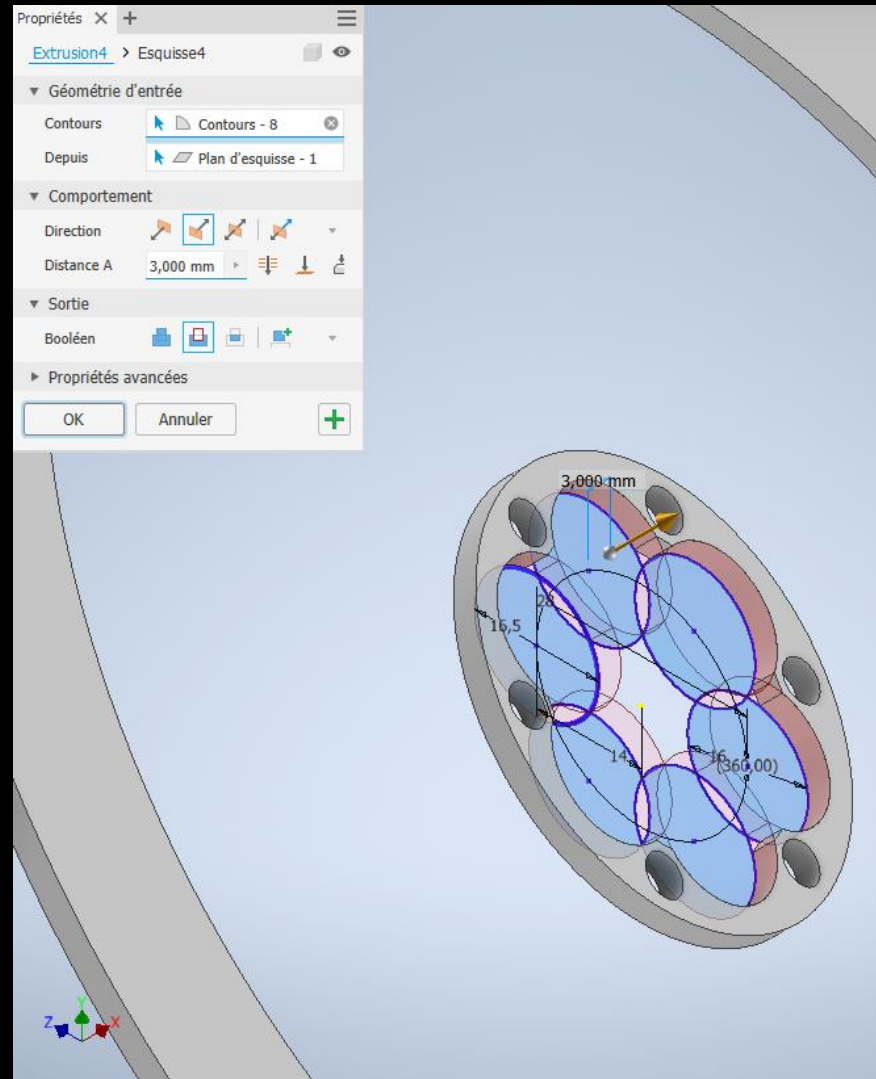 Propriétés × +
Extrusion4 > Esquisse4
Géométrie d'entrée
Contours Contours - 8
Depuis Plan d'esquisse - 1
Comportement
Direction
Distance A 3,000 mm
Sortie
Booléen
Propriétés avancées
OK Annuler +
3,000 mm
28
16,5
14
16
(360,00)
Y
Z X